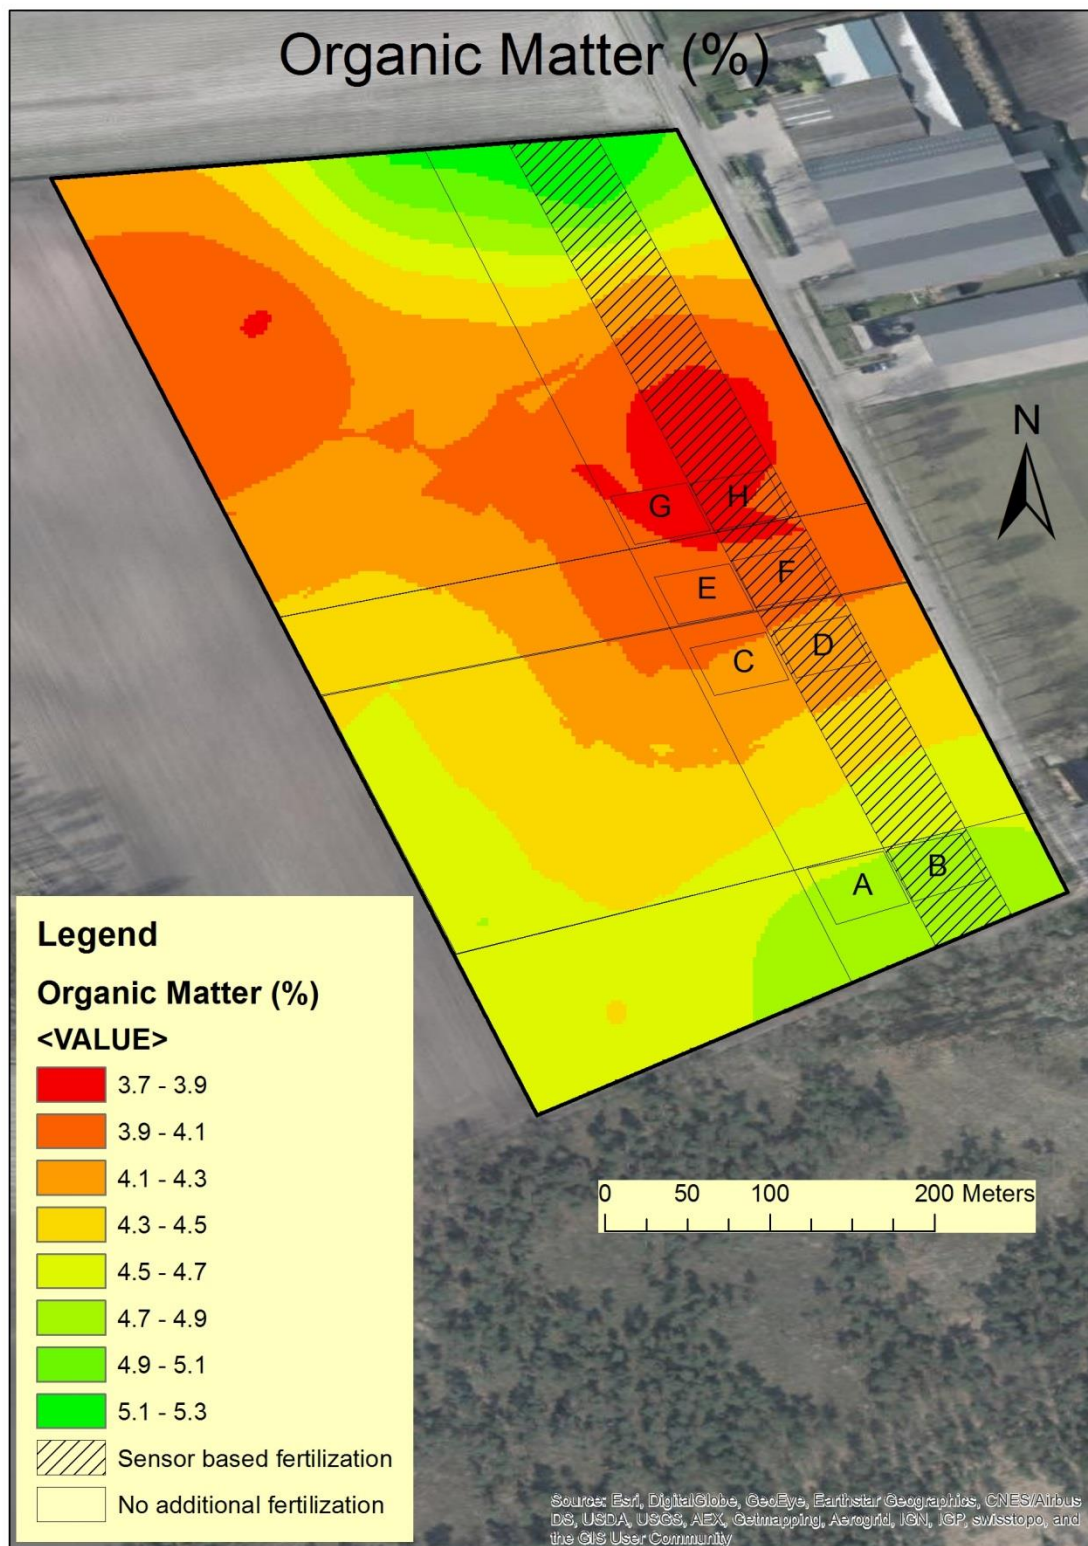 Organic Matter (%)
N
G
H
E
F
C
D
A
B
Legend
Organic Matter (%)
<VALUE>
3.7 - 3.9
3.9 - 4.1
4.1 - 4.3
4.3 - 4.5
4.5 - 4.7
4.7 - 4.9
4.9 - 5.1
5.1 - 5.3
Sensor based fertilization
No additional fertilization
0 50 100 200 Meters
Source: Esri, DigitalGlobe, GeoEye, Earthstar Geographics, CNES/Airbus
DS, USDA, USGS, AEX, Getmapping, Aerogrid, IGN, IGP, swisstopo, and
the GIS User Community